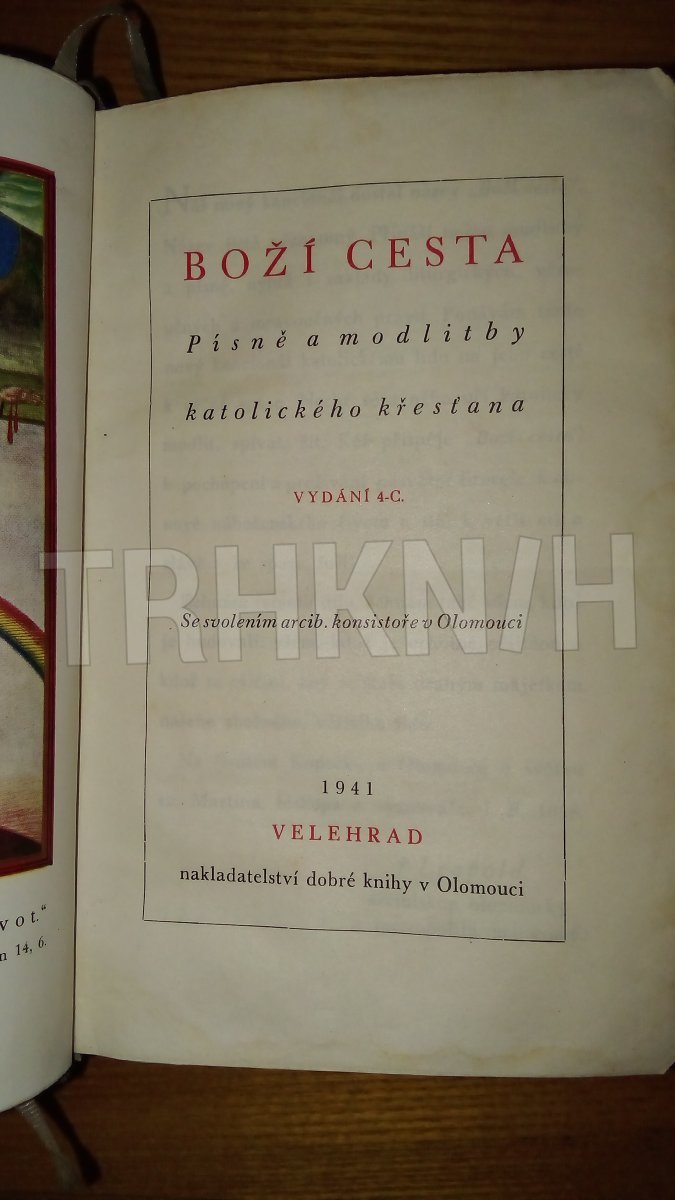 vot."
n 14, 6.
BOŽÍ CESTA
Písně a modlitby
katolického křesťana
VYDÁNÍ 4-C.
Se svolením arcib. konsistoře v Olomouci
1941
VELEHRAD
nakladatelství dobré knihy v Olomouci
TRHKNIH